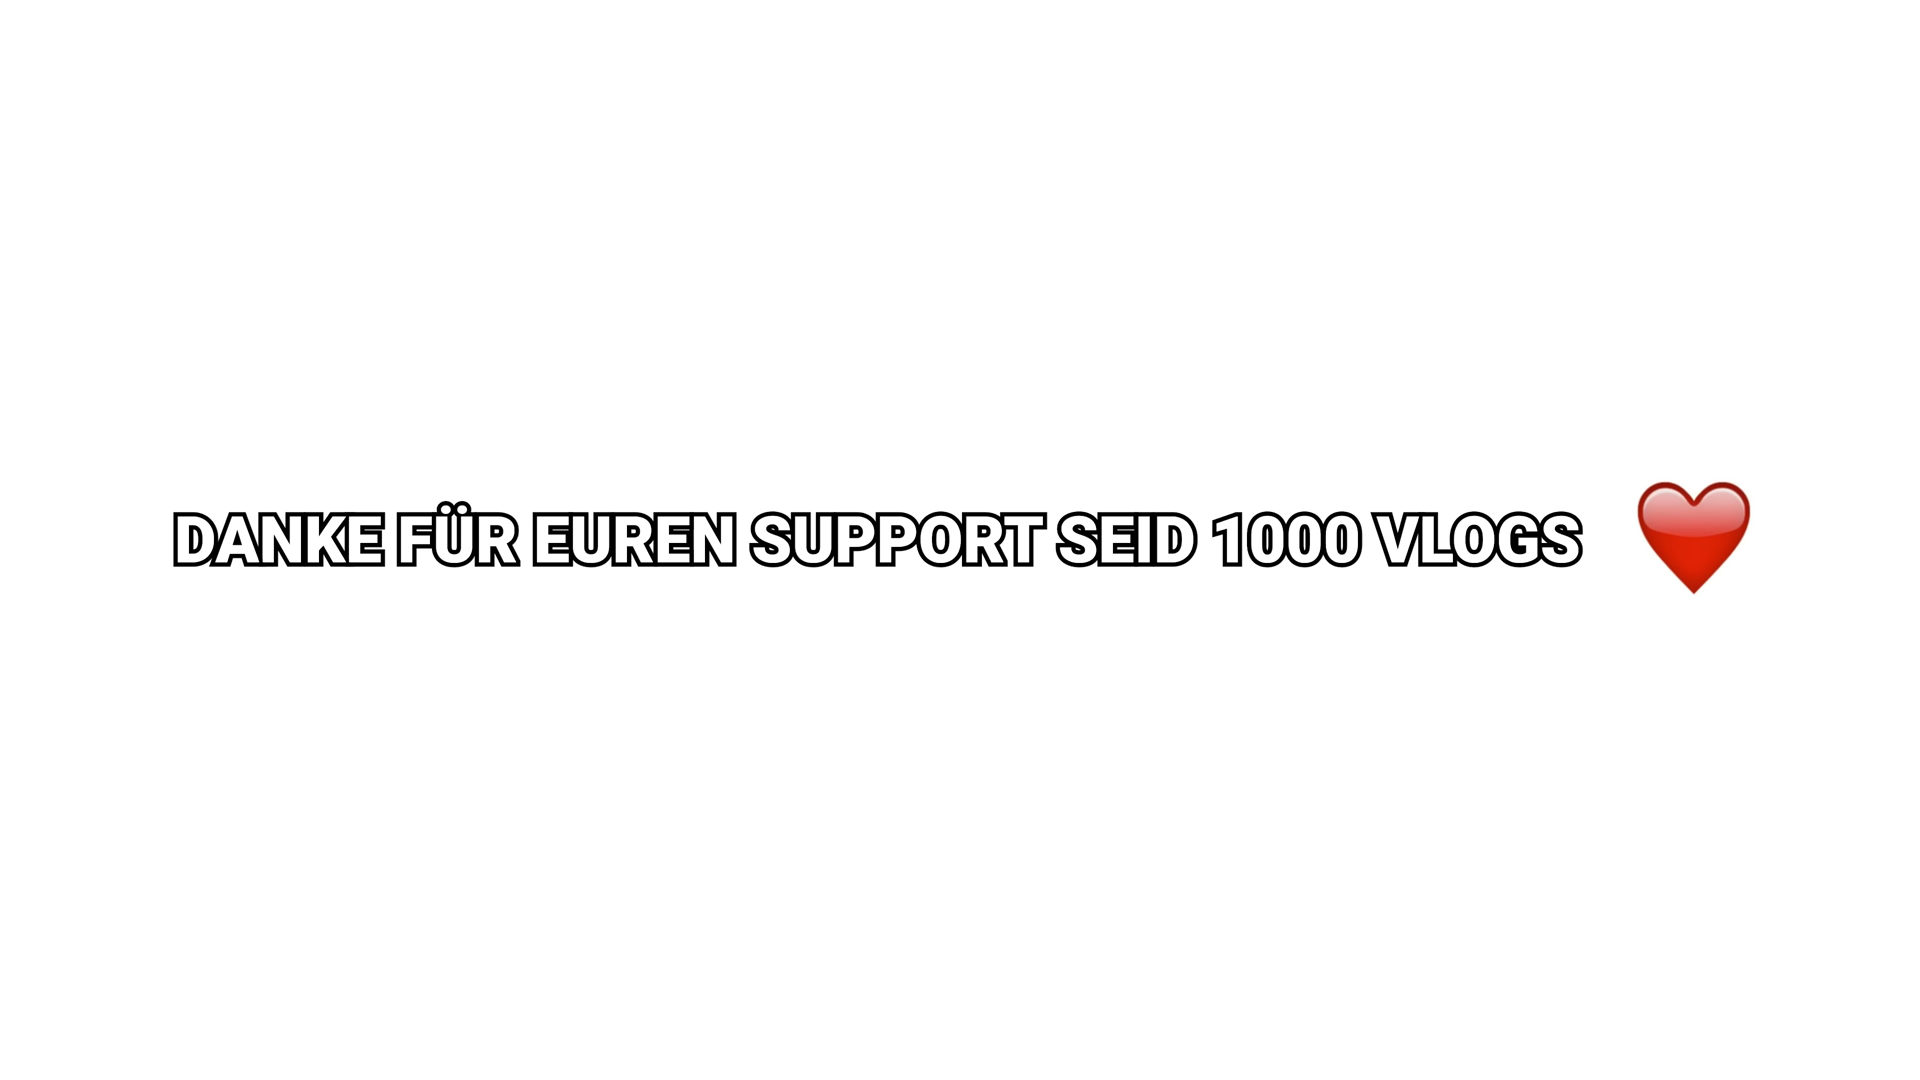 DANKE FÜR EUREN SUPPORT SEID 1000 VLOGS ❤️